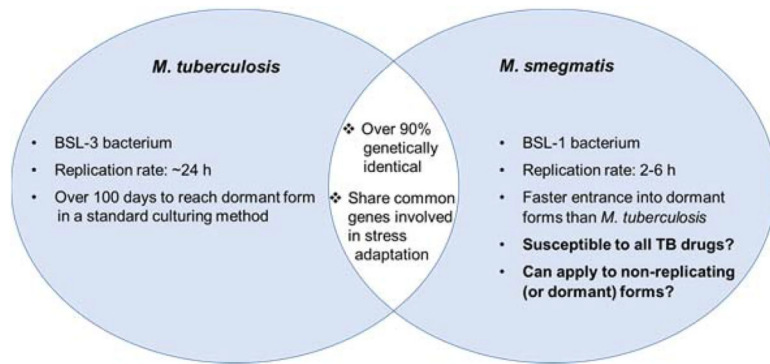 M. tuberculosis
• BSL-3 bacterium
• Replication rate: ~24 h
• Over 100 days to reach dormant form
in a standard culturing method
❖ Over 90%
genetically
identical
❖ Share common
genes involved
in stress
adaptation
M. smegmatis
• BSL-1 bacterium
• Replication rate: 2-6 h
• Faster entrance into dormant
forms than M. tuberculosis
• Susceptible to all TB drugs?
• Can apply to non-replicating
(or dormant) forms?